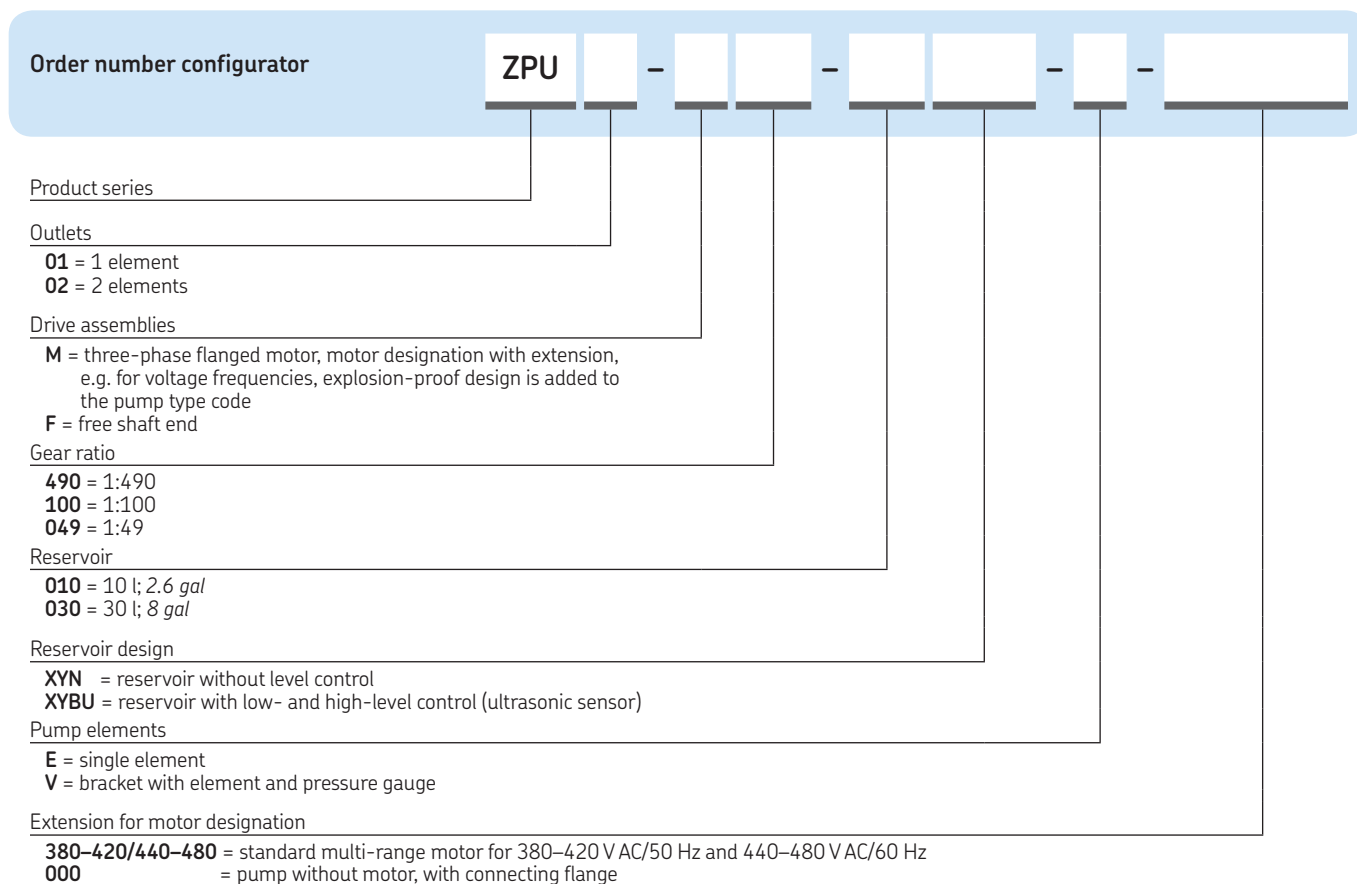 Order number configurator ZPU – – – –
Product series
Outlets
01 = 1 element
02 = 2 elements
Drive assemblies
M = three-phase flanged motor, motor designation with extension,
e.g. for voltage frequencies, explosion-proof design is added to
the pump type code
F = free shaft end
Gear ratio
490 = 1:490
100 = 1:100
049 = 1:49
Reservoir
010 = 10 l; 2.6 gal
030 = 30 l; 8 gal
Reservoir design
XYN = reservoir without level control
XYBU = reservoir with low- and high-level control (ultrasonic sensor)
Pump elements
E = single element
V = bracket with element and pressure gauge
Extension for motor designation
380–420/440–480 = standard multi-range motor for 380–420 V AC/50 Hz and 440–480 V AC/60 Hz
000 = pump without motor, with connecting flange